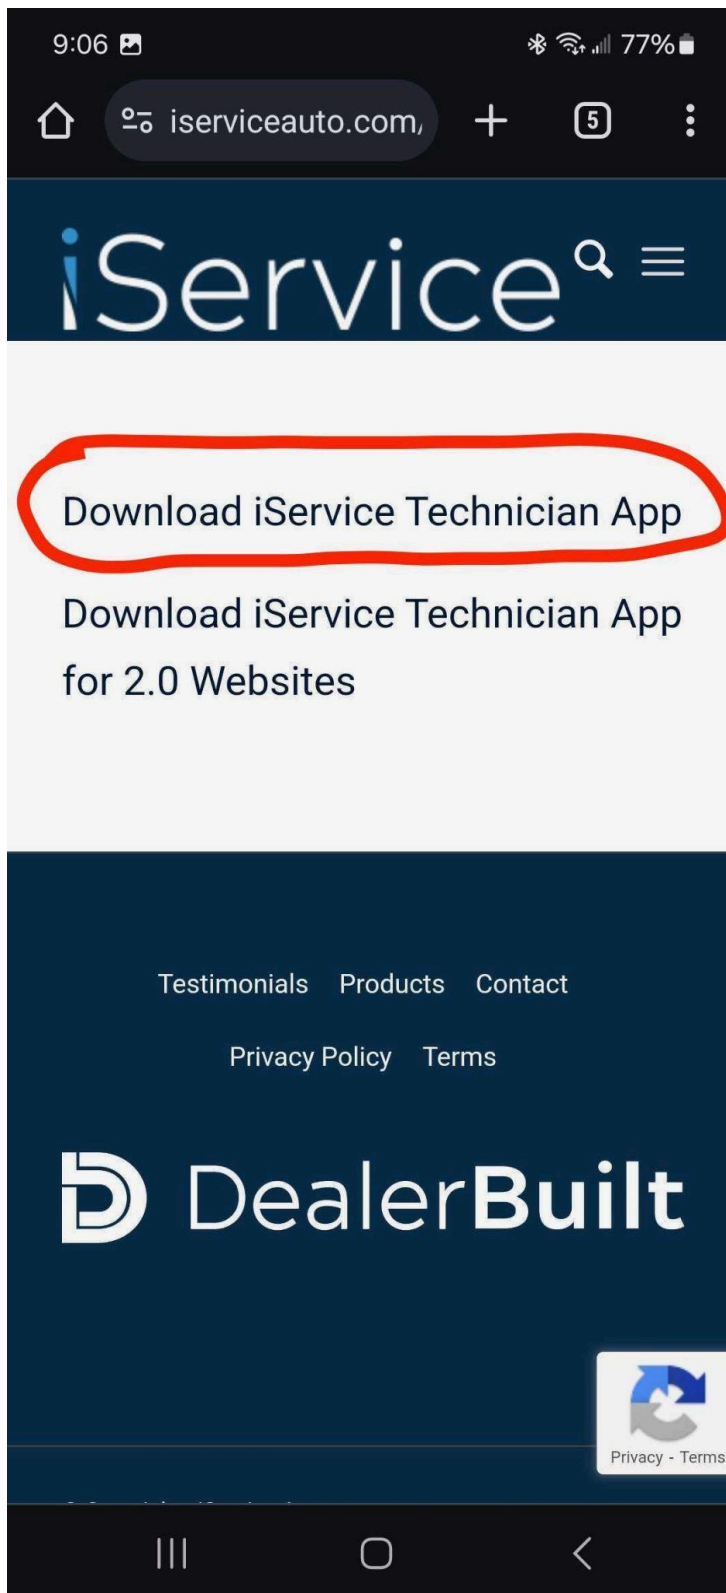 9:06
77%
iserviceauto.com/
5
iService
Download iService Technician App
Download iService Technician App
for 2.0 Websites
Testimonials Products Contact
Privacy Policy Terms
DealerBuilt
Privacy - Terms